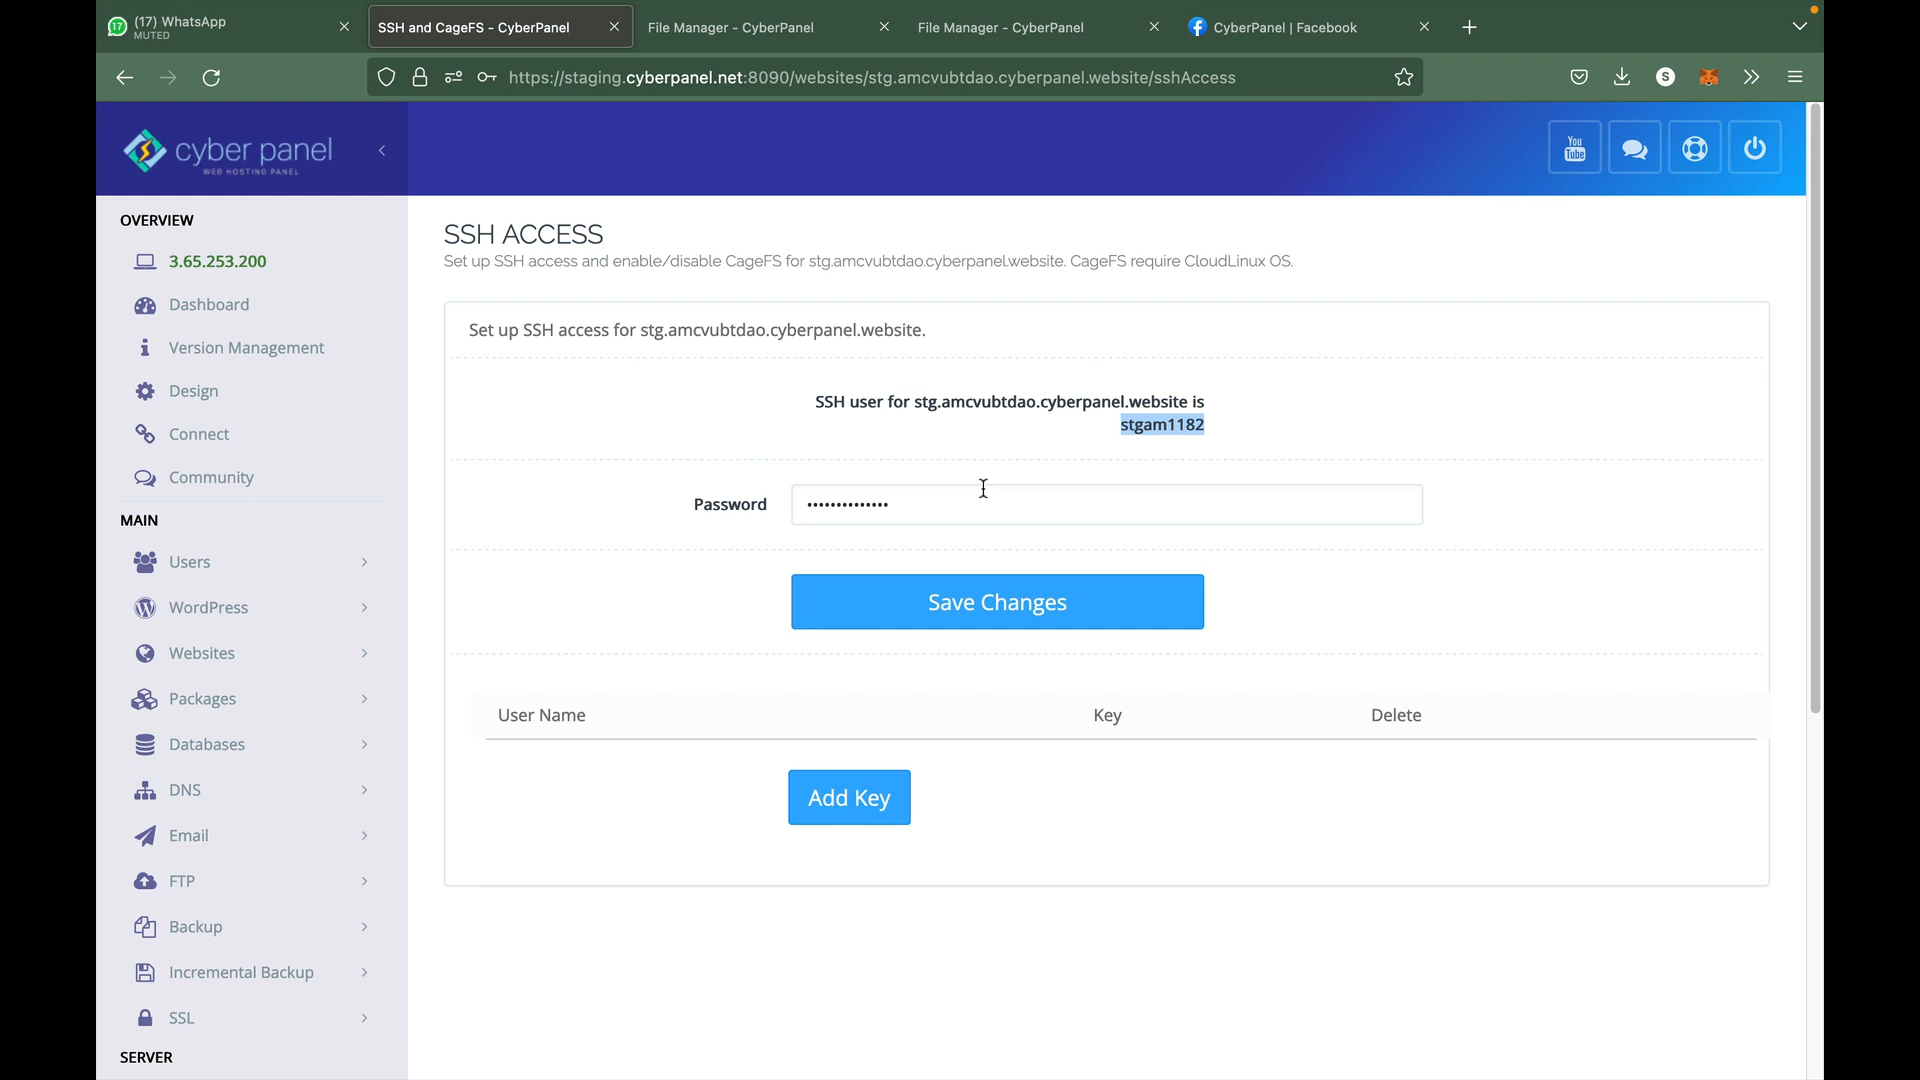 (17) WhatsApp
MUTED
SSH and CageFS - CyberPanel
File Manager - CyberPanel
File Manager - CyberPanel
CyberPanel | Facebook
https://staging.cyberpanel.net:8090/websites/stg.amcvubtdao.cyberpanel.website/sshAccess
S
cyber panel
WEB HOSTING PANEL
You
Tube
OVERVIEW
3.65.253.200
Dashboard
Version Management
Design
Connect
Community
MAIN
Users
WordPress
Websites
Packages
Databases
DNS
Email
FTP
Backup
Incremental Backup
SSL
SERVER
SSH ACCESS
Set up SSH access and enable/disable CageFS for stg.amcvubtdao.cyberpanel.website. CageFS require CloudLinux OS.
Set up SSH access for stg.amcvubtdao.cyberpanel.website.
SSH user for stg.amcvubtdao.cyberpanel.website is
stgam1182
Password
••••••••••••••
Save Changes
User Name Key Delete
Add Key